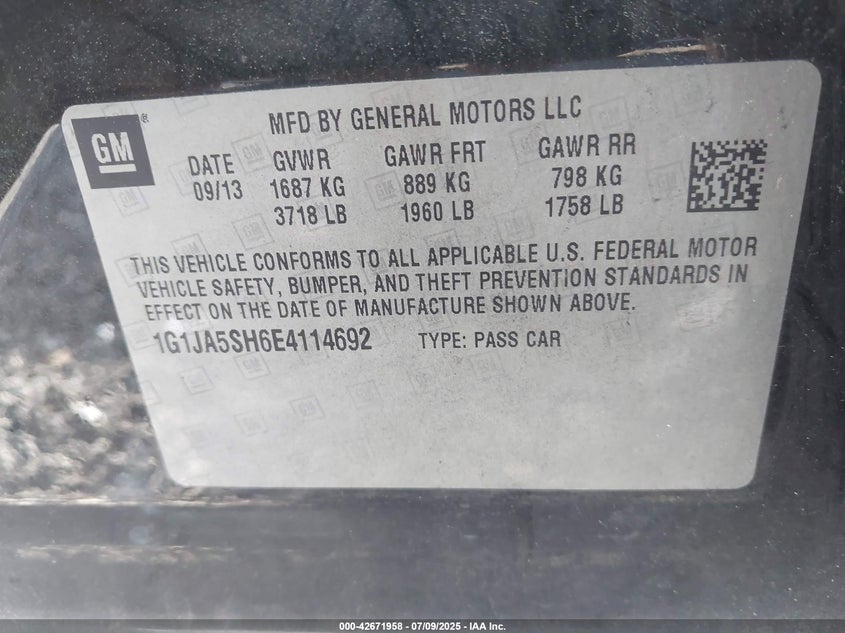 GM®
MFD BY GENERAL MOTORS LLC
DATE GVWR GAWR FRT GAWR RR
09/13 1687 KG 889 KG 798 KG
3718 LB 1960 LB 1758 LB
THIS VEHICLE CONFORMS TO ALL APPLICABLE U.S. FEDERAL MOTOR
VEHICLE SAFETY, BUMPER, AND THEFT PREVENTION STANDARDS IN
EFFECT ON THE DATE OF MANUFACTURE SHOWN ABOVE.
1G1JA5SH6E4114692 TYPE: PASS CAR
000-42671958 - 07/09/2025 - IAA Inc.